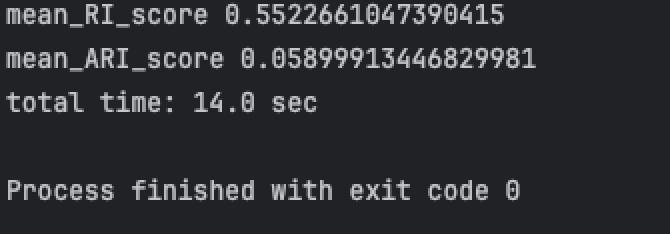 mean_RI_score 0.5522661047390415
mean_ARI_score 0.05899913446829981
total time: 14.0 sec
Process finished with exit code 0